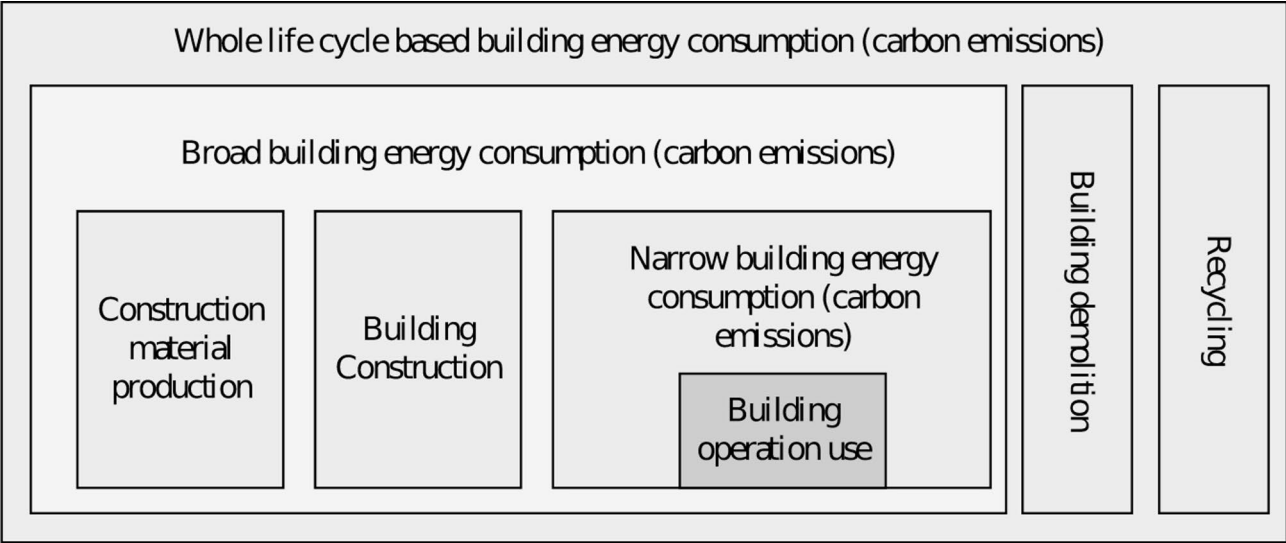 Whole life cycle based building energy consumption (carbon emissions)
Broad building energy consumption (carbon emissions)
Construction
material
production
Building
Construction
Narrow building energy
consumption (carbon
emissions)
Building
operation use
Building demolition
Recycling